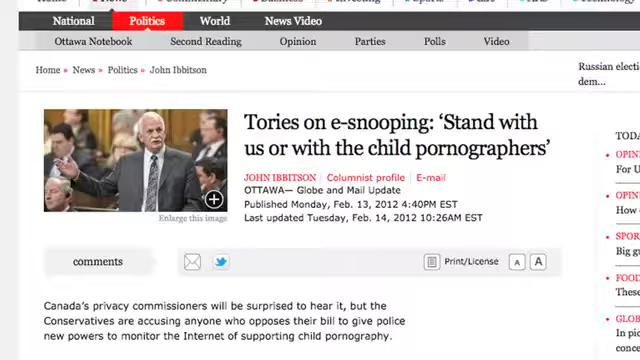 National Politics World News Video
Ottawa Notebook Second Reading Opinion Parties Polls Video
Home » News » Politics » John Ibbitson
Russian electi
dem...
Tories on e-snooping: ‘Stand with
us or with the child pornographers’
JOHN IBBITSON | Columnist profile | E-mail
OTTAWA— Globe and Mail Update
Published Monday, Feb. 13, 2012 4:40PM EST
Last updated Tuesday, Feb. 14, 2012 10:26AM EST
Enlarge this image
comments
Print/License A A
Canada’s privacy commissioners will be surprised to hear it, but the
Conservatives are accusing anyone who opposes their bill to give police
new powers to monitor the Internet of supporting child pornography.
TODA
• OPIN
For U
• OPIN
How
• SPOR
Big gu
• FOOD
These
• GLOB
In pic
conce